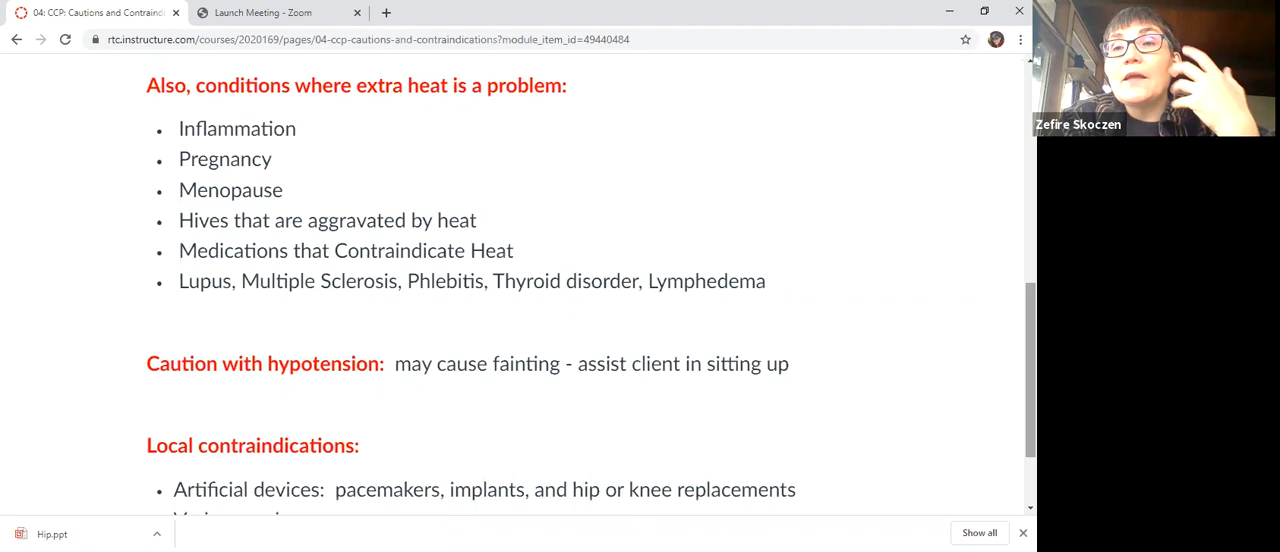 04: CCP: Cautions and Contraindi
Launch Meeting - Zoom
rtc.instructure.com/courses/2020169/pages/04-ccp-cautions-and-contraindications?module_item_id=49440484
Zefire Skoczen
Also, conditions where extra heat is a problem:
• Inflammation
• Pregnancy
• Menopause
• Hives that are aggravated by heat
• Medications that Contraindicate Heat
• Lupus, Multiple Sclerosis, Phlebitis, Thyroid disorder, Lymphedema
Caution with hypotension: may cause fainting - assist client in sitting up
Local contraindications:
• Artificial devices: pacemakers, implants, and hip or knee replacements
Hip.ppt
Show all